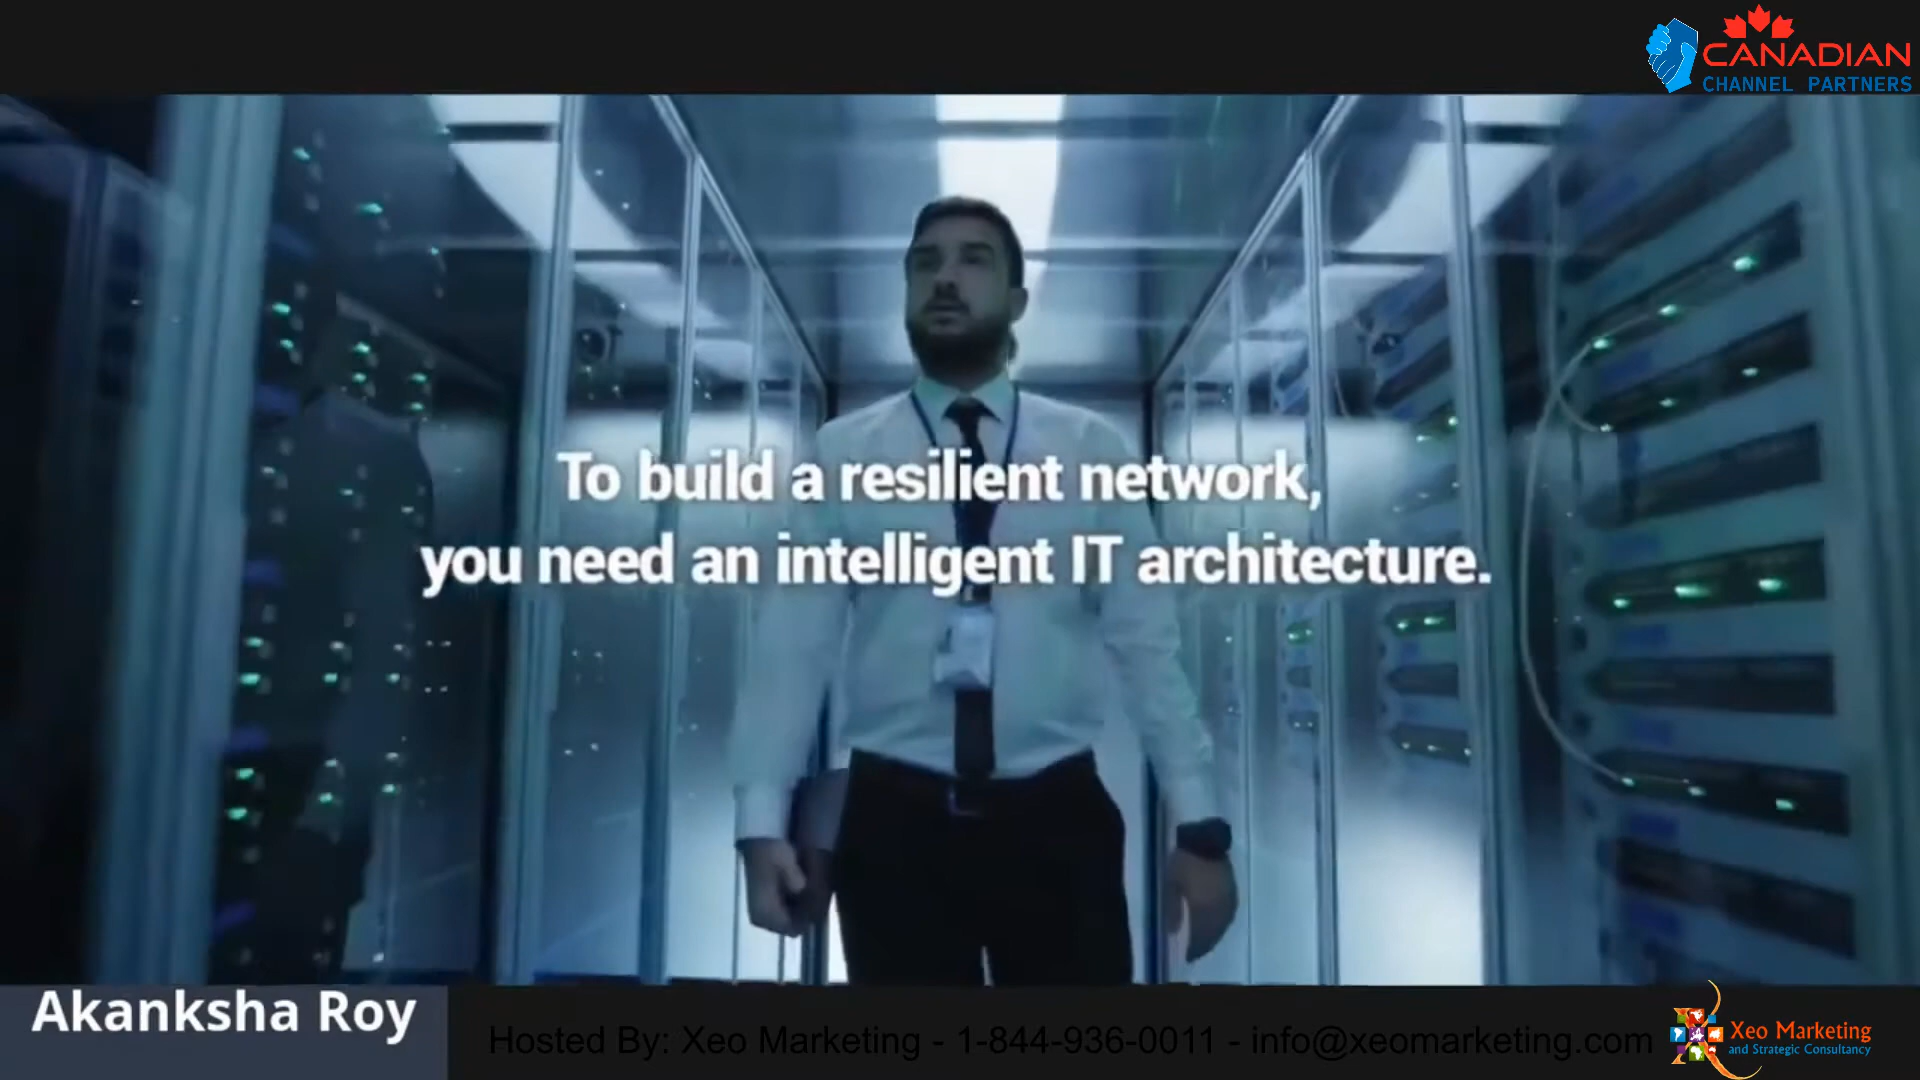 CANADIAN
CHANNEL PARTNERS
To build a resilient network,
you need an intelligent IT architecture.
Akanksha Roy
Hosted By: Xeo Marketing - 1-844-936-0011 - info@xeomarketing.com
Xeo Marketing
and Strategic Consultancy